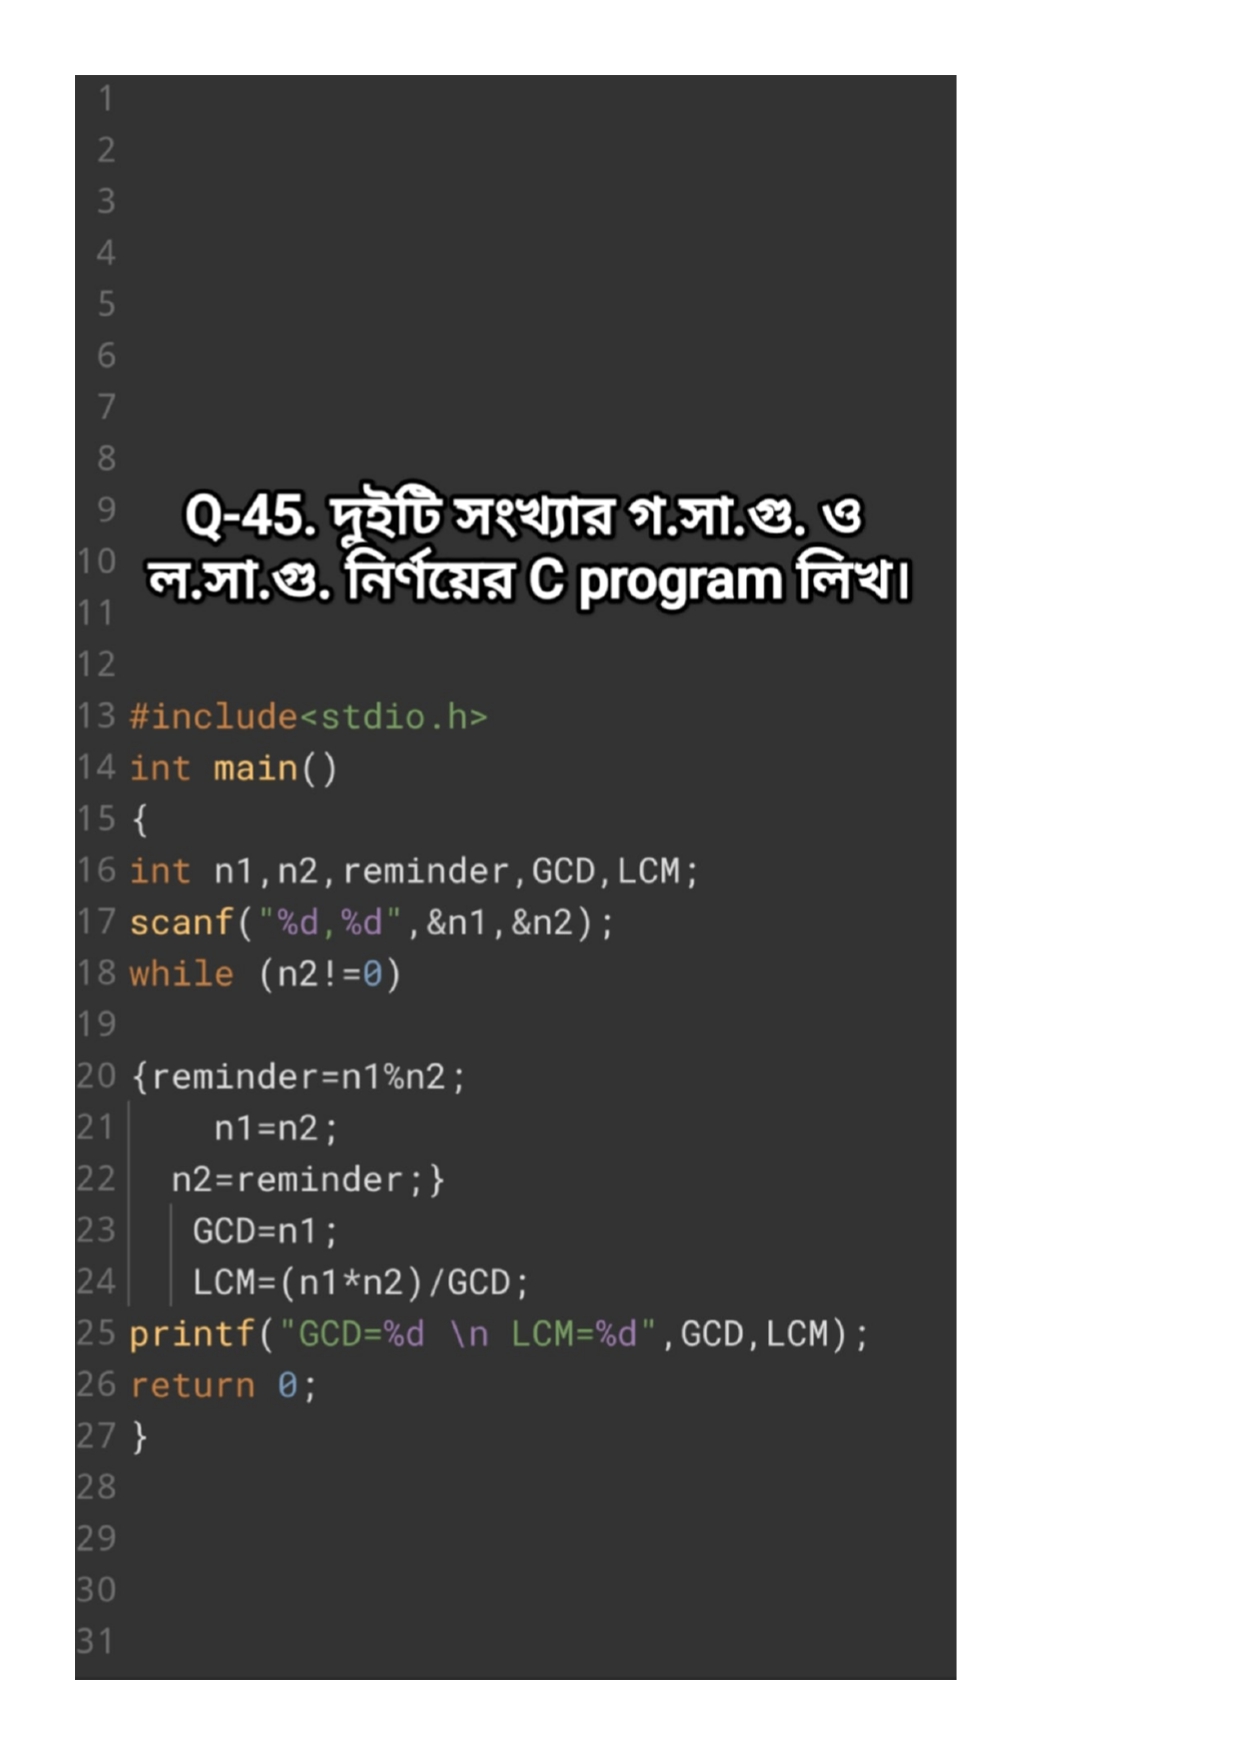 1
2
3
4
5
6
7
8
9 Q-45. দুইটি সংখ্যার গ.সা.গু. ও
10 ল.সা.গু. নির্ণয়ের C program লিখ।
11
12
13 #include<stdio.h>
14 int main()
15 {
16 int n1,n2,reminder,GCD,LCM;
17 scanf("%d,%d",&n1,&n2);
18 while (n2!=0)
19
20 {reminder=n1%n2;
21 n1=n2;
22 n2=reminder;}
23 GCD=n1;
24 LCM=(n1*n2)/GCD;
25 printf("GCD=%d \n LCM=%d",GCD,LCM);
26 return 0;
27 }
28
29
30
31